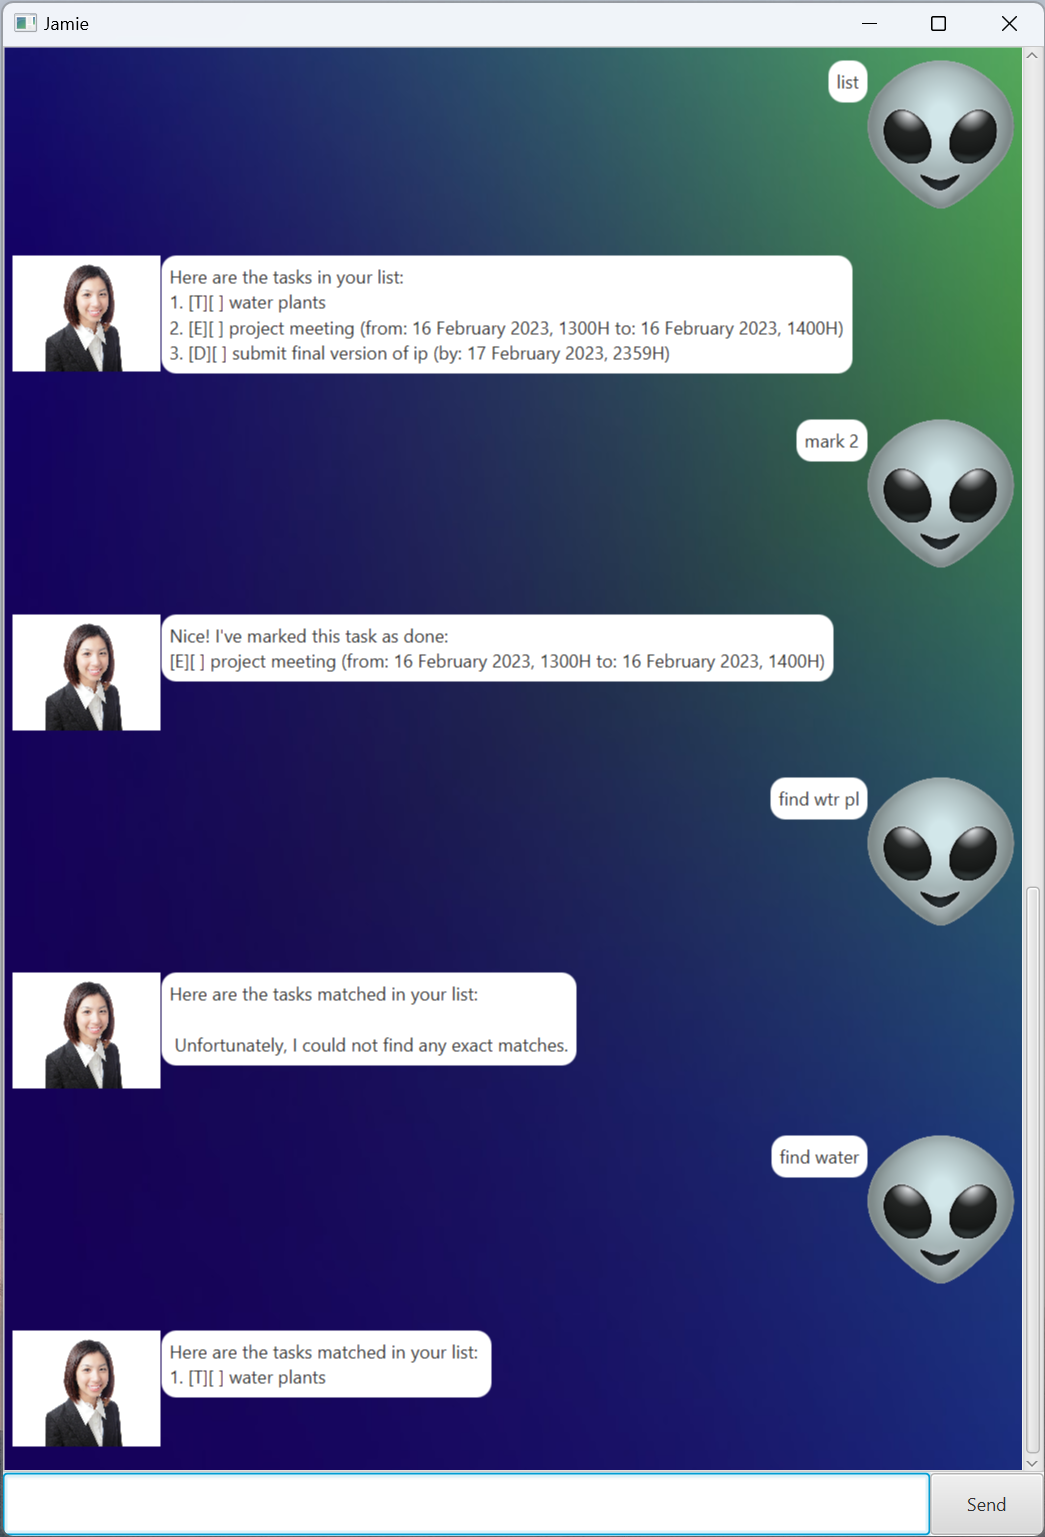 Jamie
list
Here are the tasks in your list:
1. [T][ ] water plants
2. [E][ ] project meeting (from: 16 February 2023, 1300H to: 16 February 2023, 1400H)
3. [D][ ] submit final version of ip (by: 17 February 2023, 2359H)
mark 2
Nice! I've marked this task as done:
[E][ ] project meeting (from: 16 February 2023, 1300H to: 16 February 2023, 1400H)
find wtr pl
Here are the tasks matched in your list:
Unfortunately, I could not find any exact matches.
find water
Here are the tasks matched in your list:
1. [T][ ] water plants
Send